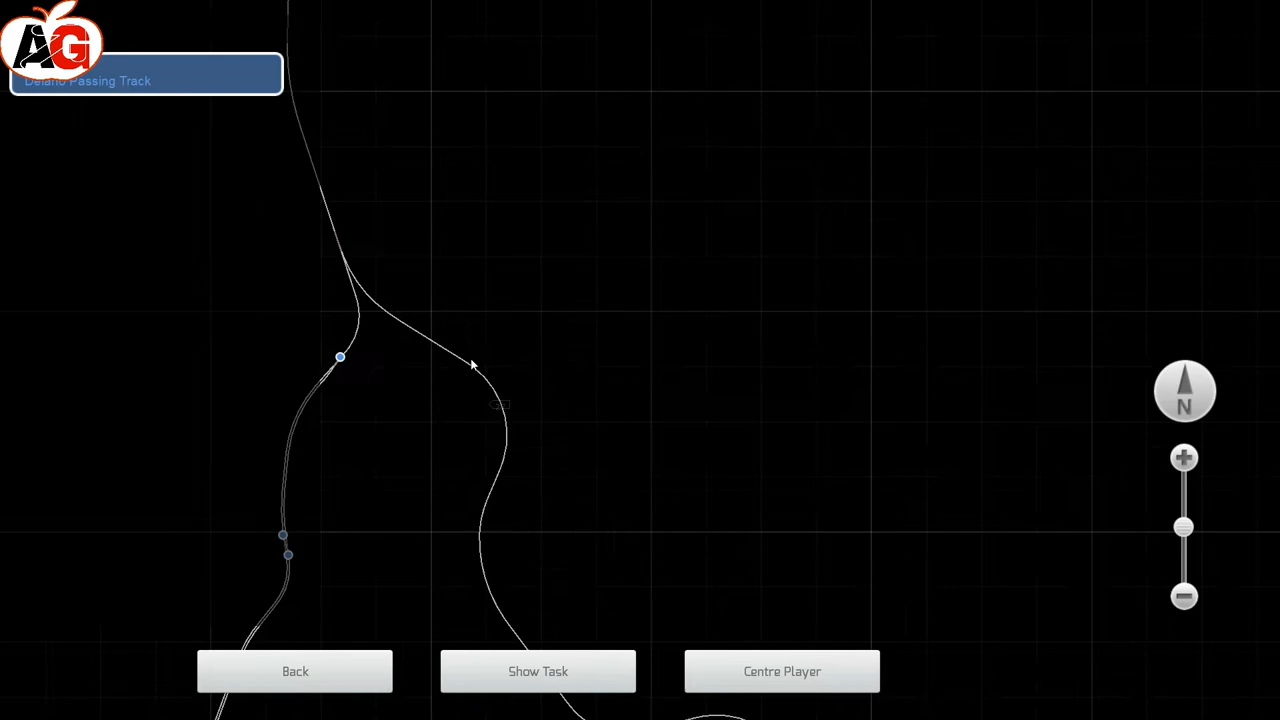 AG
Delano Passing Track
N
Back
Show Task
Centre Player